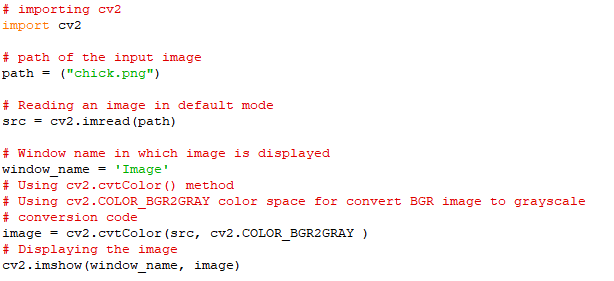 # importing cv2
import cv2
# path of the input image
path = ("chick.png")
# Reading an image in default mode
src = cv2.imread(path)
# Window name in which image is displayed
window_name = 'Image'
# Using cv2.cvtColor() method
# Using cv2.COLOR_BGR2GRAY color space for convert BGR image to grayscale
# conversion code
image = cv2.cvtColor(src, cv2.COLOR_BGR2GRAY )
# Displaying the image
cv2.imshow(window_name, image)